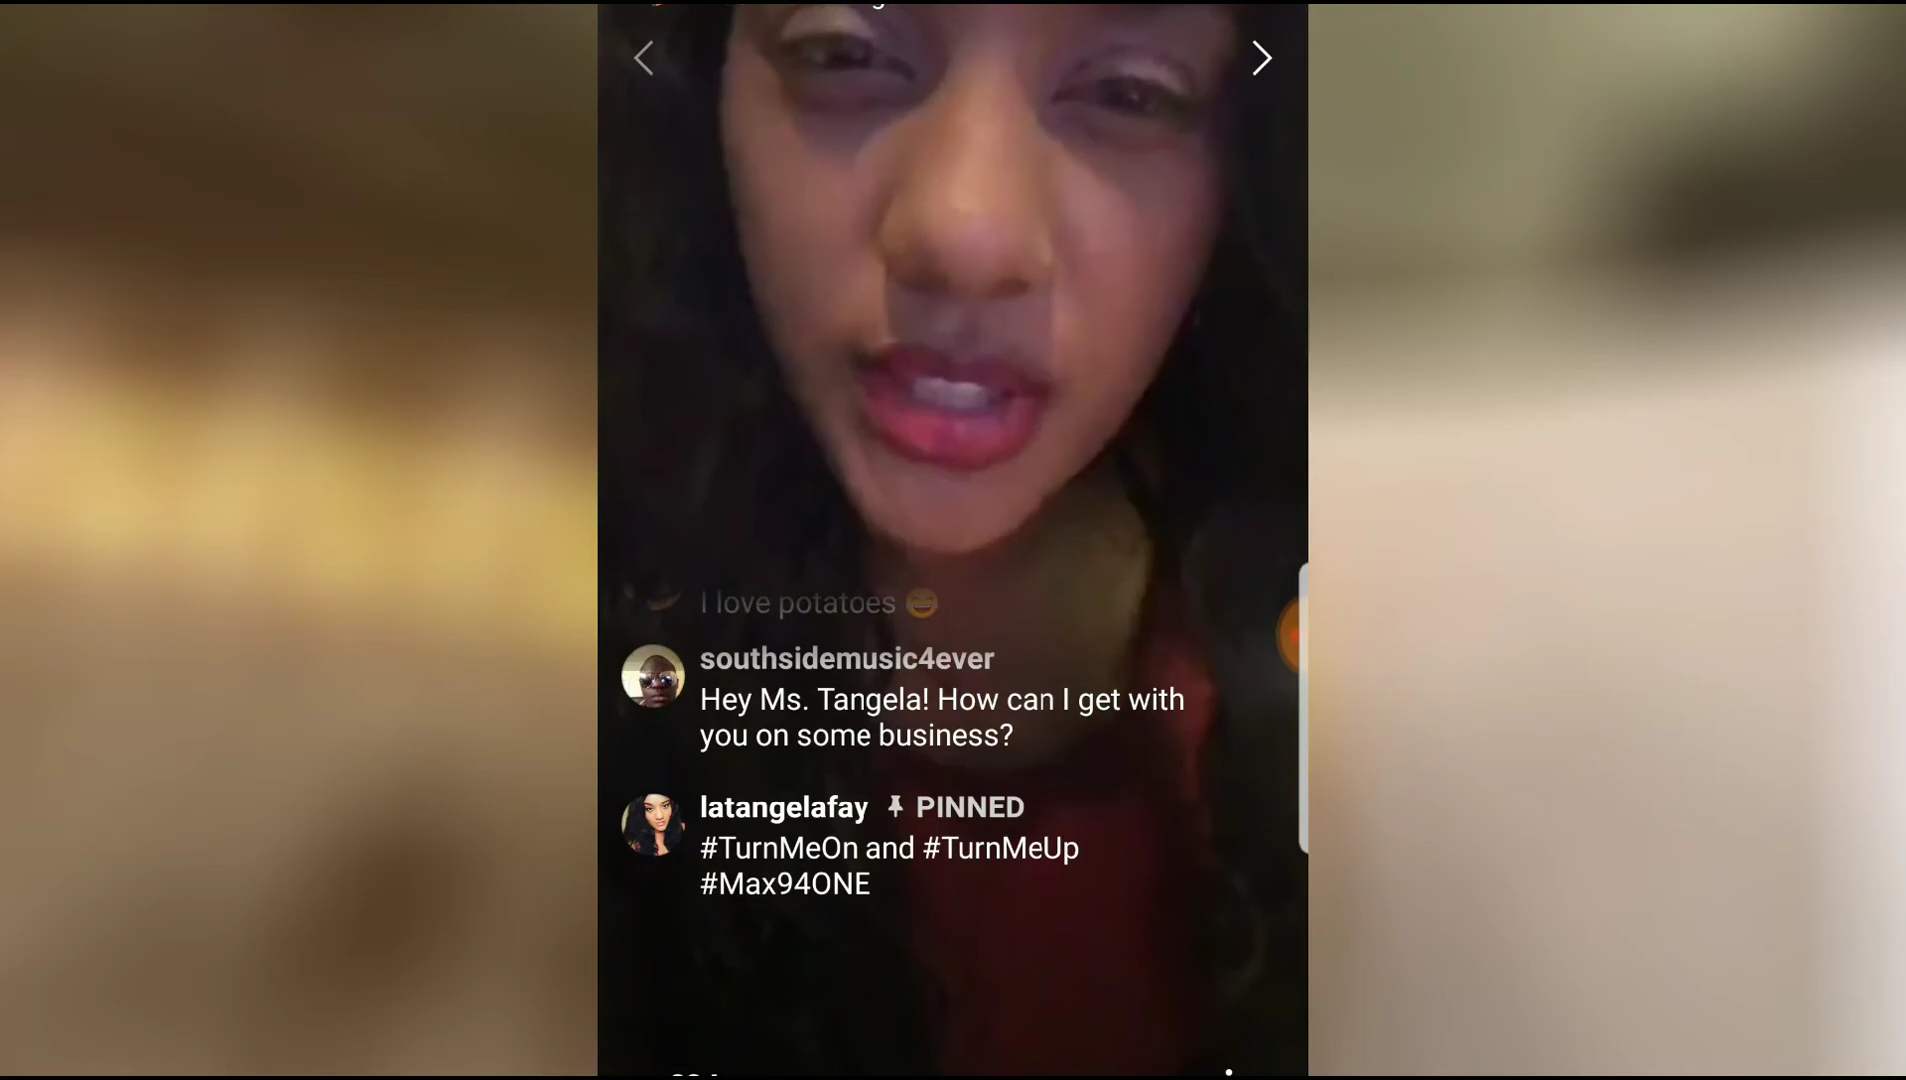 I love potatoes 😂
southsidemusic4ever
Hey Ms. Tangela! How can I get with
you on some business?
latangelafay PINNED
#TurnMeOn and #TurnMeUp
#Max94ONE